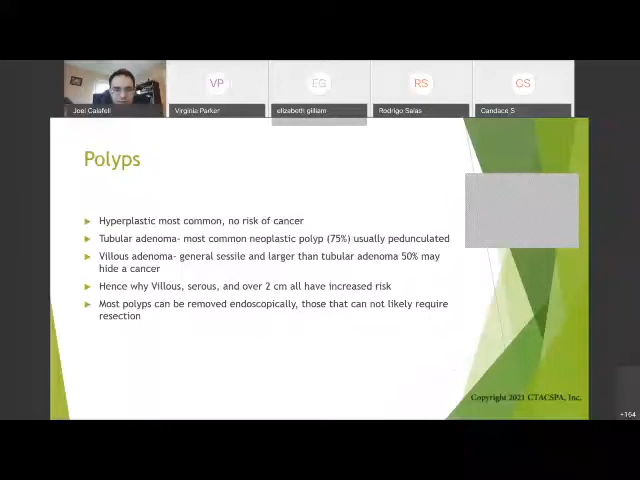 VP
EG
RS
CS
Joel Calafell
Virginia Parker
elizabeth gilliam
Rodrigo Salas
Candace S
Polyps
Hyperplastic most common, no risk of cancer
Tubular adenoma- most common neoplastic polyp (75%) usually pedunculated
Villous adenoma- general sessile and larger than tubular adenoma 50% may
hide a cancer
Hence why Villous, serous, and over 2 cm all have increased risk
Most polyps can be removed endoscopically, those that can not likely require
resection
Copyright 2021 CTACSPA, Inc.
+164